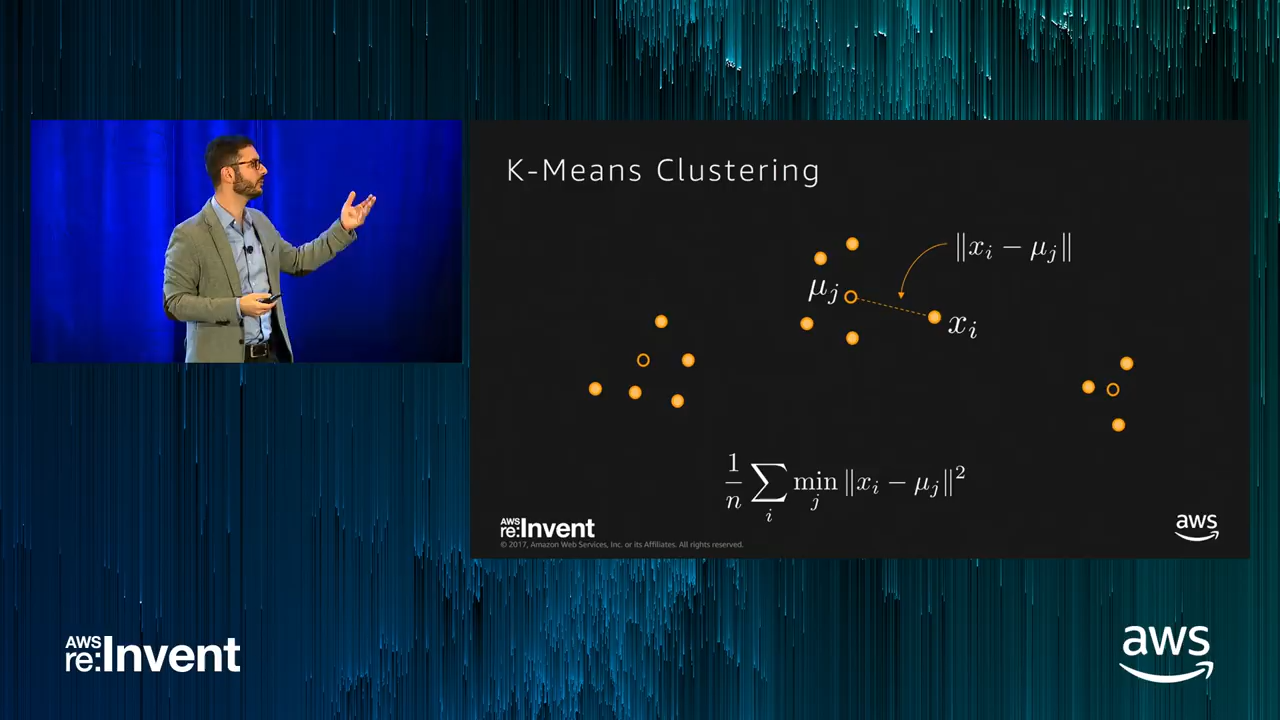 K-Means Clustering
‖x_i − μ_j‖
μ_j
x_i
1/n ∑_i min_j ‖x_i − μ_j‖²
AWS
re:Invent
© 2017, Amazon Web Services, Inc. or its Affiliates. All rights reserved.
aws
AWS
re:Invent
aws